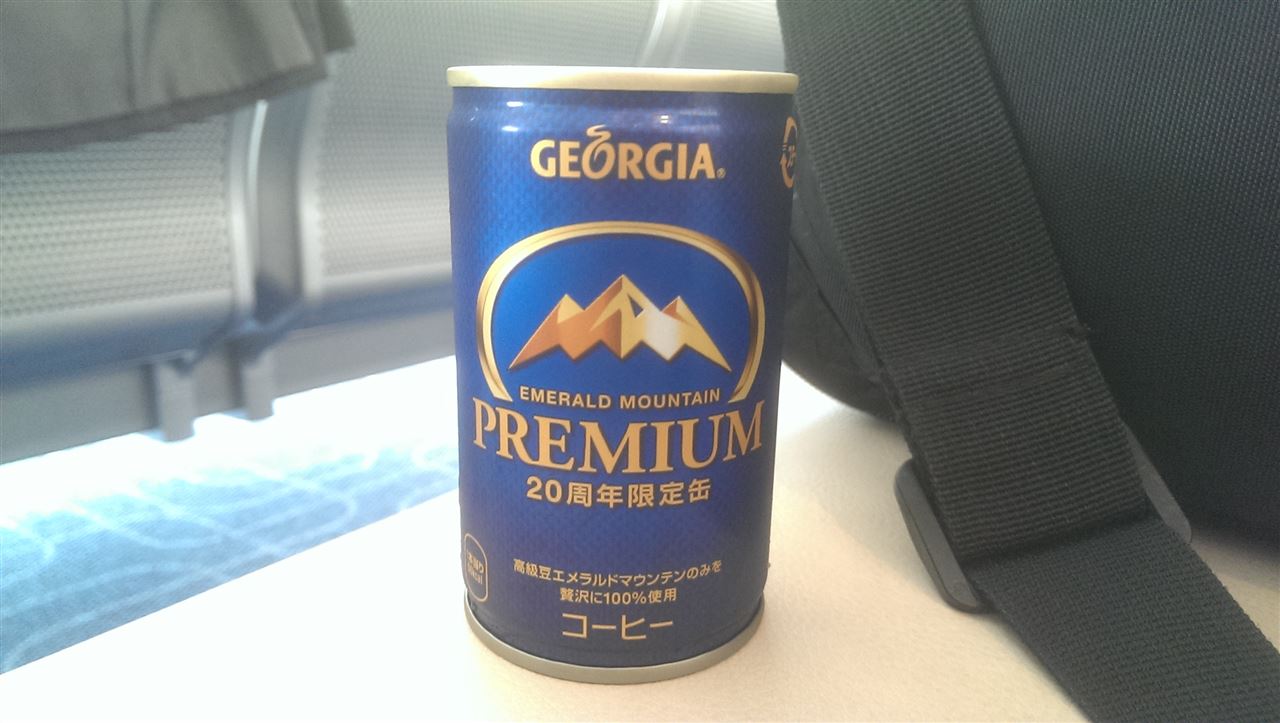 GEORGIA®
EMERALD MOUNTAIN
PREMIUM
20周年限定缶
高級豆エメラルドマウンテンのみを
贅沢に100%使用
コーヒー